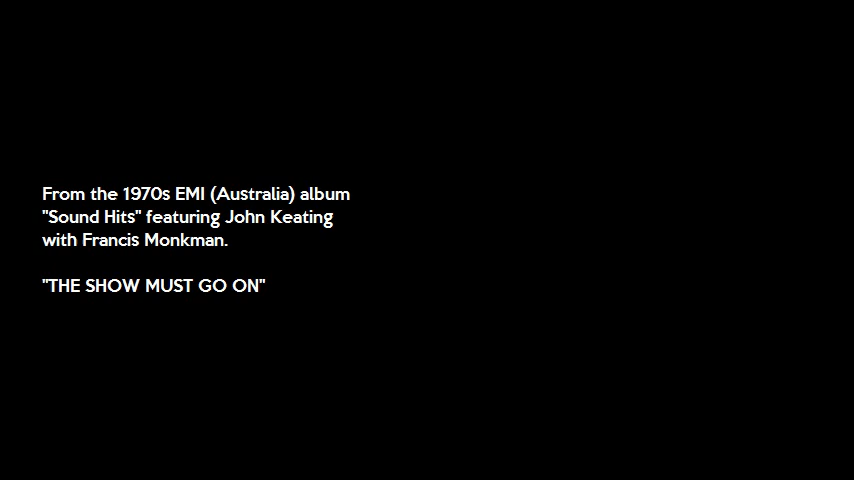 From the 1970s EMI (Australia) album
"Sound Hits" featuring John Keating
with Francis Monkman.
"THE SHOW MUST GO ON"